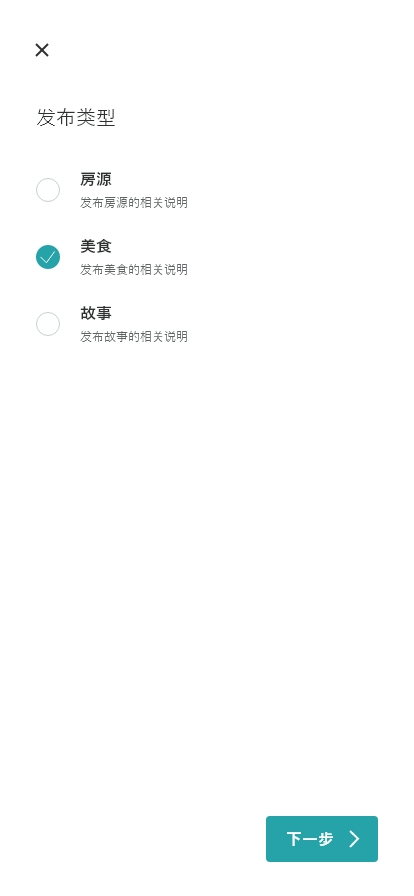 发布类型
房源
发布房源的相关说明
美食
发布美食的相关说明
故事
发布故事的相关说明
下一步